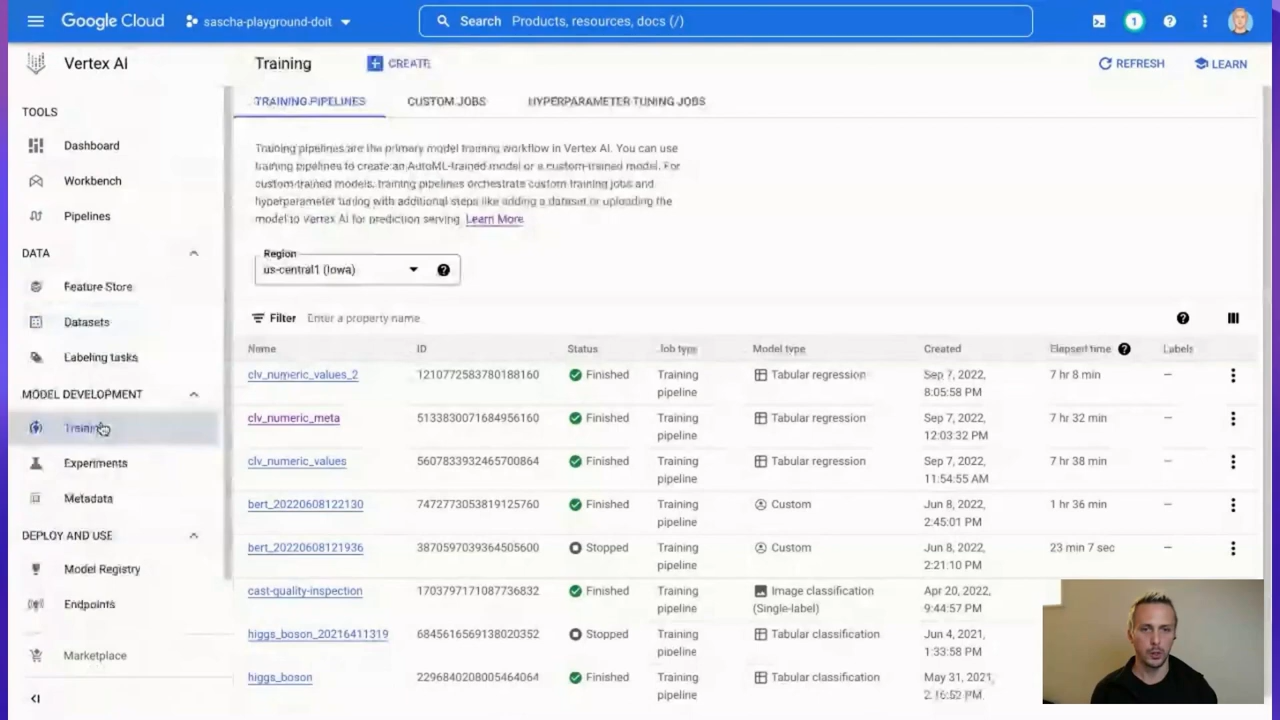 Google Cloud
sascha-playground-doit
Search Products, resources, docs (/)
1
Vertex AI
Training
CREATE
REFRESH
LEARN
TOOLS
Dashboard
Workbench
Pipelines
DATA
Feature Store
Datasets
Labeling tasks
MODEL DEVELOPMENT
Training
Experiments
Metadata
DEPLOY AND USE
Model Registry
Endpoints
Marketplace
TRAINING PIPELINES
CUSTOM JOBS
HYPERPARAMETER TUNING JOBS
Training pipelines are the primary model training workflow in Vertex AI. You can use
training pipelines to create an AutoML-trained model or a custom-trained model. For
custom-trained models, training pipelines orchestrate custom training jobs and
hyperparameter tuning with additional steps like adding a dataset or uploading the
model to Vertex AI for prediction serving. Learn More
Region
us-central1 (Iowa)
Filter Enter a property name
Name ID Status Job type Model type Created Elapsed time Labels
clv_numeric_values_2 1210772583780188160 Finished Training Tabular regression Sep 7, 2022, 7 hr 8 min –
pipeline 8:05:58 PM
clv_numeric_meta 5133830071684956160 Finished Training Tabular regression Sep 7, 2022, 7 hr 32 min –
pipeline 12:03:32 PM
clv_numeric_values 5607833932465700864 Finished Training Tabular regression Sep 7, 2022, 7 hr 38 min –
pipeline 11:54:55 AM
bert_20220608122130 7472773053819125760 Finished Training Custom Jun 8, 2022, 1 hr 36 min –
pipeline 2:45:01 PM
bert_20220608121936 3870597039364505600 Stopped Training Custom Jun 8, 2022, 23 min 7 sec –
pipeline 2:21:10 PM
cast-quality-inspection 1703797171087736832 Finished Training Image classification Apr 20, 2022,
pipeline (Single-label) 9:44:57 PM
higgs_boson_20216411319 6845616569138020352 Stopped Training Tabular classification Jun 4, 2021,
pipeline 1:33:58 PM
higgs_boson 2296840208005464064 Finished Training Tabular classification May 31, 2021,
pipeline 2:16:52 PM